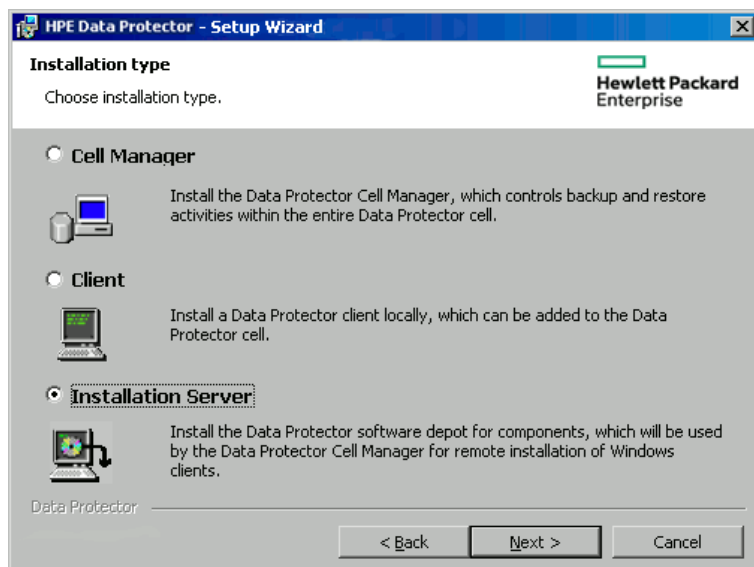 HPE Data Protector - Setup Wizard
Installation type
Choose installation type.
Hewlett Packard
Enterprise
Cell Manager
Install the Data Protector Cell Manager, which controls backup and restore
activities within the entire Data Protector cell.
Client
Install a Data Protector client locally, which can be added to the Data
Protector cell.
Installation Server
Install the Data Protector software depot for components, which will be used
by the Data Protector Cell Manager for remote installation of Windows
clients.
Data Protector
< Back
Next >
Cancel